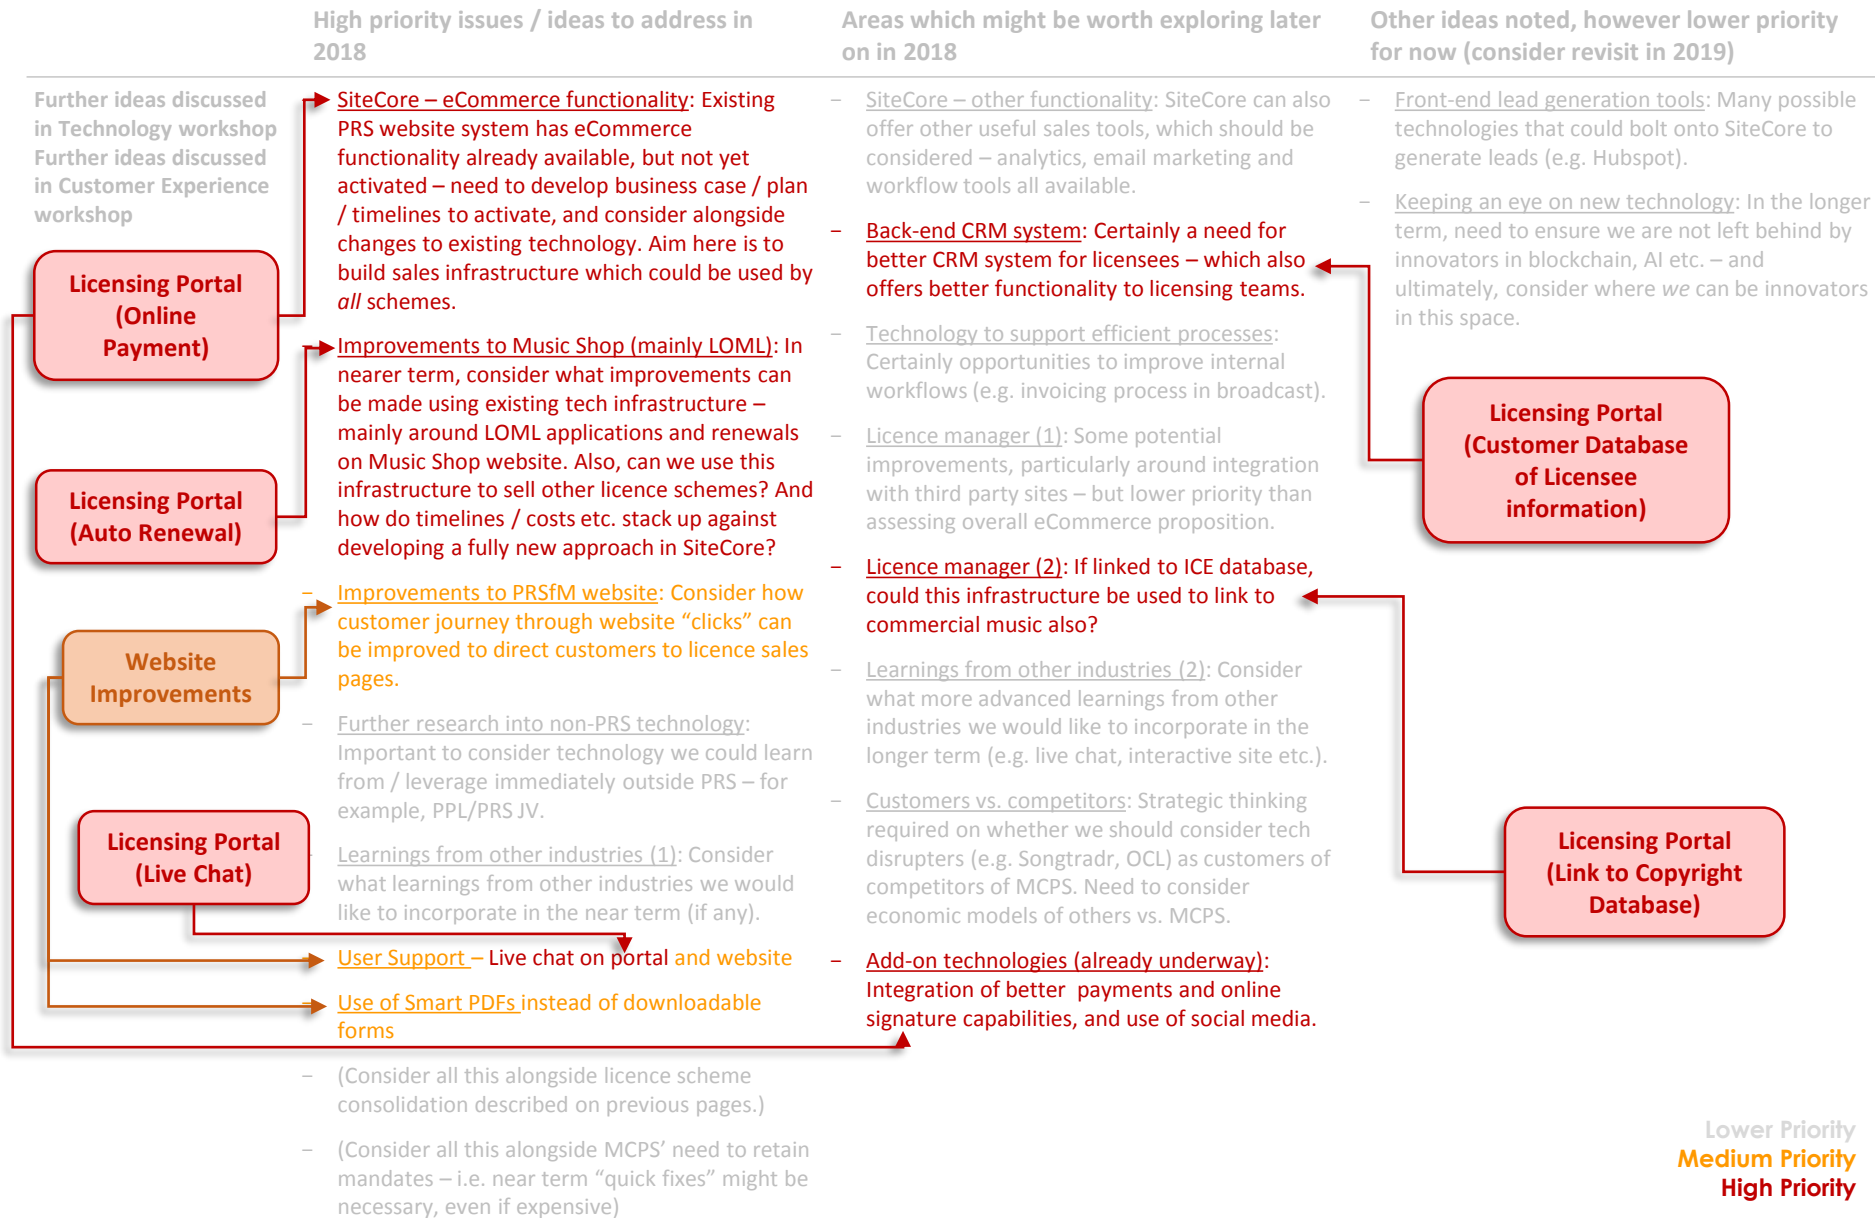 High priority issues / ideas to address in
2018
Areas which might be worth exploring later
on in 2018
Other ideas noted, however lower priority
for now (consider revisit in 2019)
Further ideas discussed
in Technology workshop
Further ideas discussed
in Customer Experience
workshop
Licensing Portal
(Online
Payment)
Licensing Portal
(Auto Renewal)
Website
Improvements
Licensing Portal
(Live Chat)
SiteCore – eCommerce functionality: Existing
PRS website system has eCommerce
functionality already available, but not yet
activated – need to develop business case / plan
/ timelines to activate, and consider alongside
changes to existing technology. Aim here is to
build sales infrastructure which could be used by
all schemes.
Improvements to Music Shop (mainly LOML): In
nearer term, consider what improvements can
be made using existing tech infrastructure –
mainly around LOML applications and renewals
on Music Shop website. Also, can we use this
infrastructure to sell other licence schemes? And
how do timelines / costs etc. stack up against
developing a fully new approach in SiteCore?
– Improvements to PRSfM website: Consider how
customer journey through website “clicks” can
be improved to direct customers to licence sales
pages.
– Further research into non-PRS technology:
Important to consider technology we could learn
from / leverage immediately outside PRS – for
example, PPL/PRS JV.
– Learnings from other industries (1): Consider
what learnings from other industries we would
like to incorporate in the near term (if any).
– User Support – Live chat on portal and website
– Use of Smart PDFs instead of downloadable
forms
– (Consider all this alongside licence scheme
consolidation described on previous pages.)
– (Consider all this alongside MCPS’ need to retain
mandates – i.e. near term “quick fixes” might be
necessary, even if expensive)
– SiteCore – other functionality: SiteCore can also
offer other useful sales tools, which should be
considered – analytics, email marketing and
workflow tools all available.
– Back-end CRM system: Certainly a need for
better CRM system for licensees – which also
offers better functionality to licensing teams.
– Technology to support efficient processes:
Certainly opportunities to improve internal
workflows (e.g. invoicing process in broadcast).
– Licence manager (1): Some potential
improvements, particularly around integration
with third party sites – but lower priority than
assessing overall eCommerce proposition.
– Licence manager (2): If linked to ICE database,
could this infrastructure be used to link to
commercial music also?
– Learnings from other industries (2): Consider
what more advanced learnings from other
industries we would like to incorporate in the
longer term (e.g. live chat, interactive site etc.).
– Customers vs. competitors: Strategic thinking
required on whether we should consider tech
disrupters (e.g. Songtradr, OCL) as customers of
competitors of MCPS. Need to consider
economic models of others vs. MCPS.
– Add-on technologies (already underway):
Integration of better payments and online
signature capabilities, and use of social media.
– Front-end lead generation tools: Many possible
technologies that could bolt onto SiteCore to
generate leads (e.g. Hubspot).
– Keeping an eye on new technology: In the longer
term, need to ensure we are not left behind by
innovators in blockchain, AI etc. – and
ultimately, consider where we can be innovators
in this space.
Licensing Portal
(Customer Database
of Licensee
information)
Licensing Portal
(Link to Copyright
Database)
Lower Priority
Medium Priority
High Priority